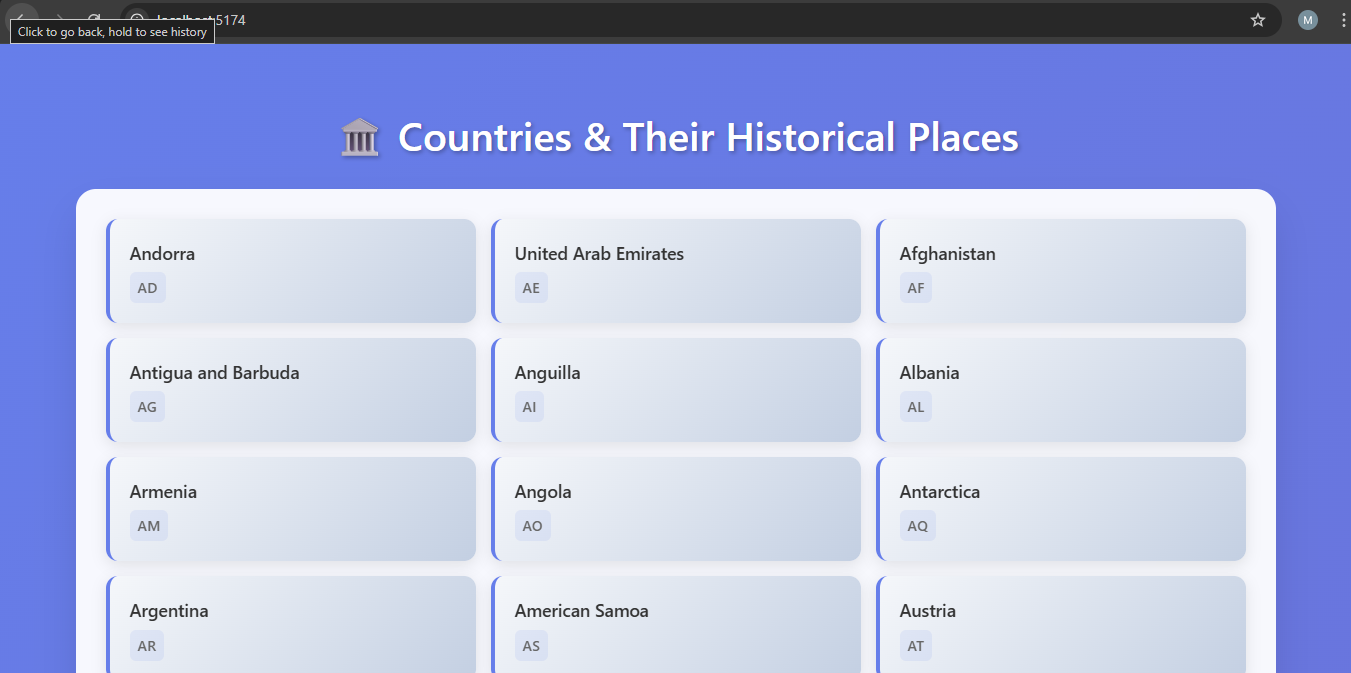 localhost:5174
M
Click to go back, hold to see history
Countries & Their Historical Places
Andorra
AD
United Arab Emirates
AE
Afghanistan
AF
Antigua and Barbuda
AG
Anguilla
AI
Albania
AL
Armenia
AM
Angola
AO
Antarctica
AQ
Argentina
AR
American Samoa
AS
Austria
AT